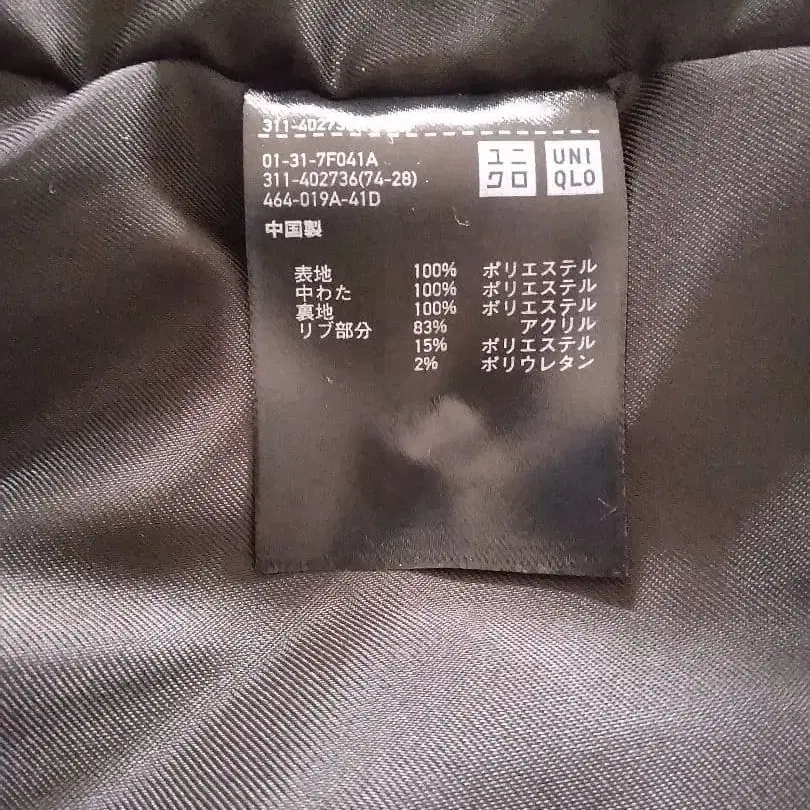 311-402736
01-31-7F041A
311-402736(74-28)
464-019A-41D
中国製
ユニ
クロ
UNI
QLO
表地 100% ポリエステル
中わた 100% ポリエステル
裏地 100% ポリエステル
リブ部分 83% アクリル
15% ポリエステル
2% ポリウレタン